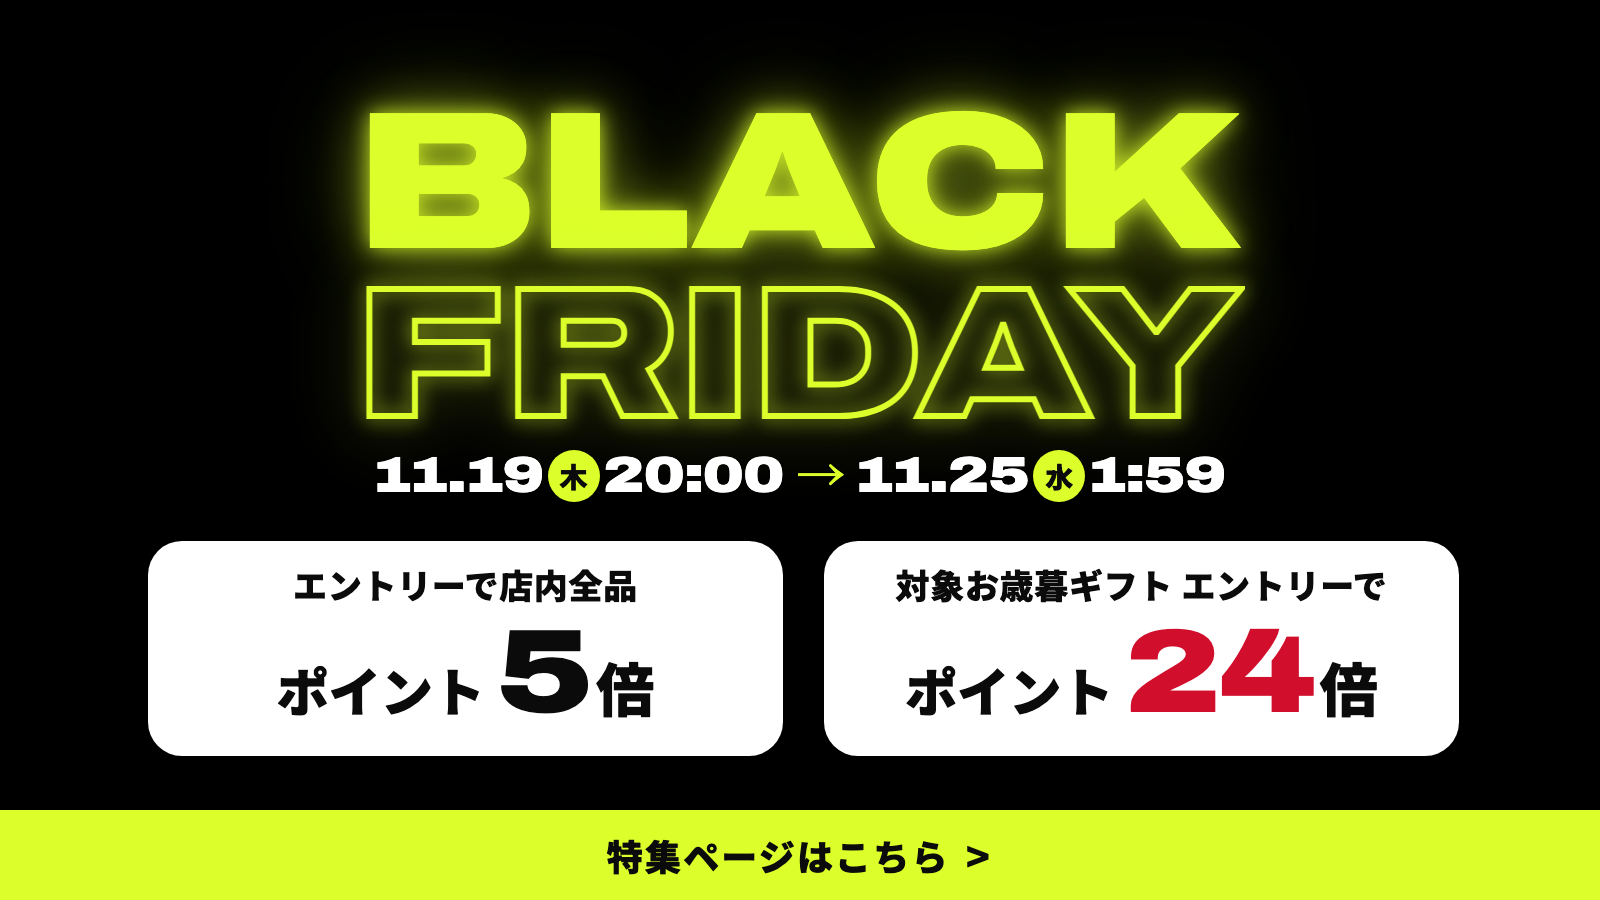 BLACK
FRIDAY
11.19木20:00→11.25水1:59
エントリーで店内全品
ポイント5倍
対象お歳暮ギフト エントリーで
ポイント24倍
特集ページはこちら >